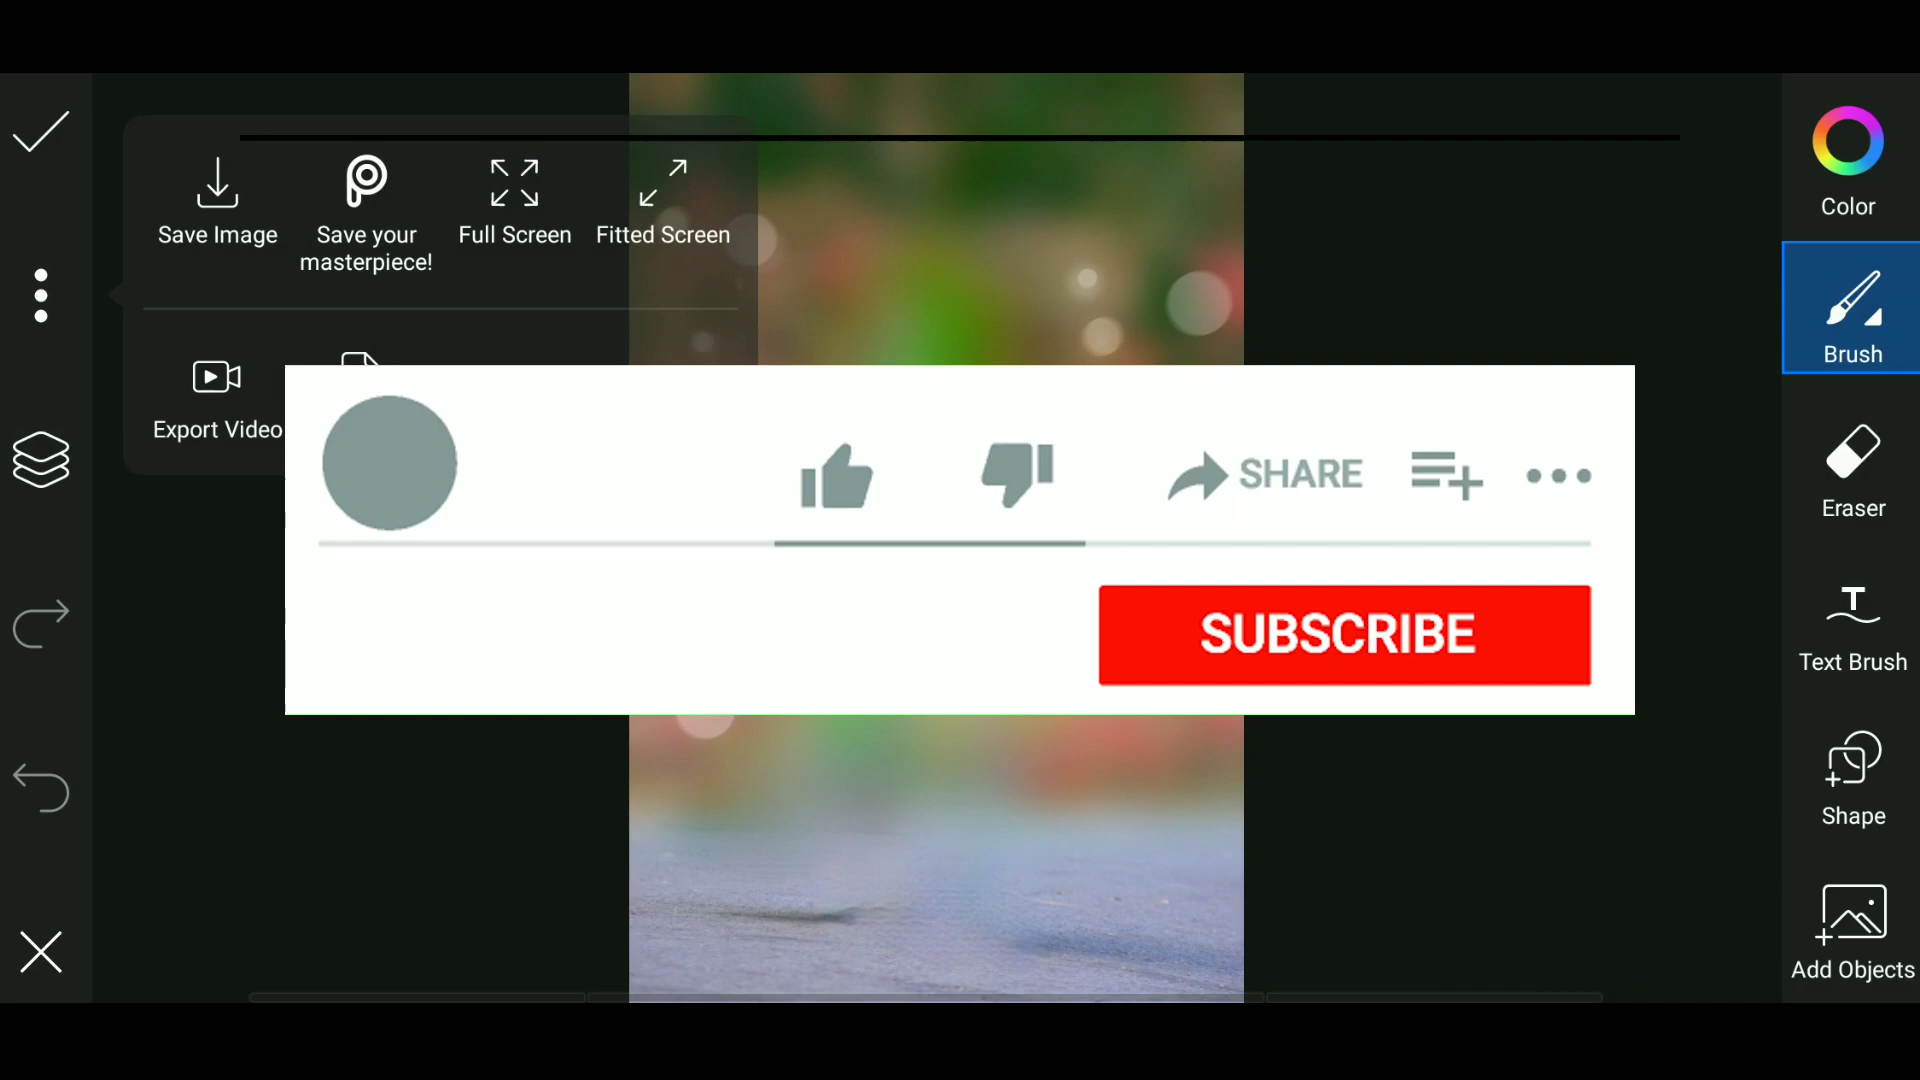 Color
Save Image
Save your
masterpiece!
Full Screen
Fitted Screen
Brush
Export Video
SHARE
Eraser
SUBSCRIBE
Text Brush
Shape
Add Objects